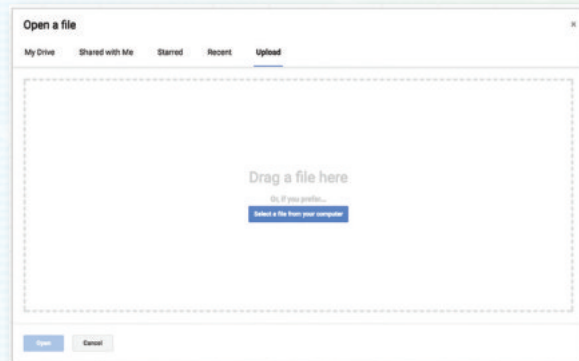 Open a file ×
My Drive Shared with Me Starred Recent Upload
Drag a file here
Or, if you prefer...
Select a file from your computer
Open Cancel